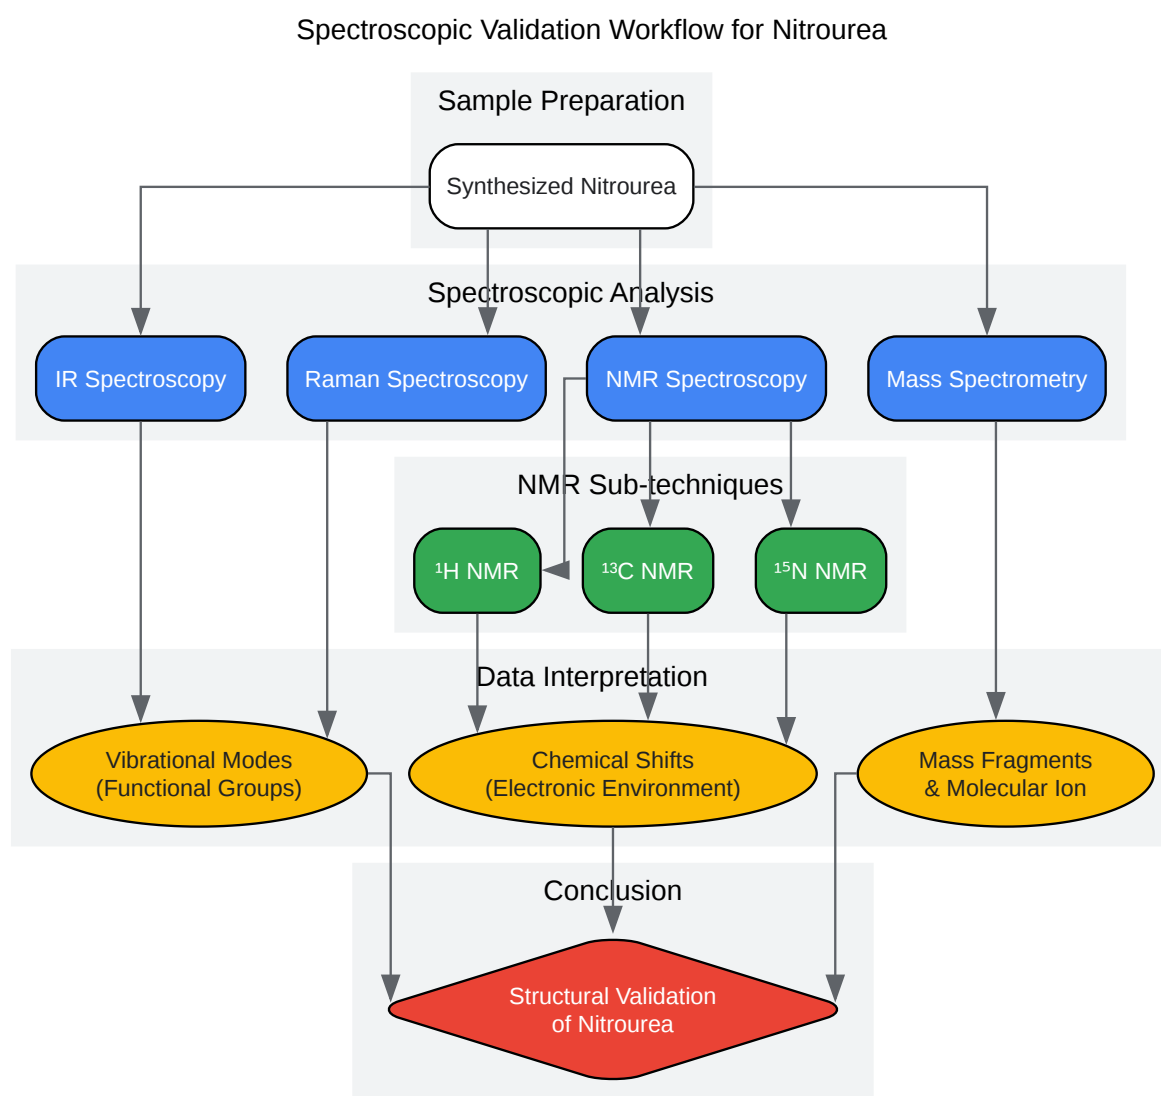 Spectroscopic Validation Workflow for Nitrourea
Sample Preparation
Synthesized Nitrourea
Spectroscopic Analysis
IR Spectroscopy
Raman Spectroscopy
NMR Spectroscopy
Mass Spectrometry
NMR Sub-techniques
¹H NMR
¹³C NMR
¹⁵N NMR
Data Interpretation
Vibrational Modes
(Functional Groups)
Chemical Shifts
(Electronic Environment)
Mass Fragments
& Molecular Ion
Conclusion
Structural Validation
of Nitrourea